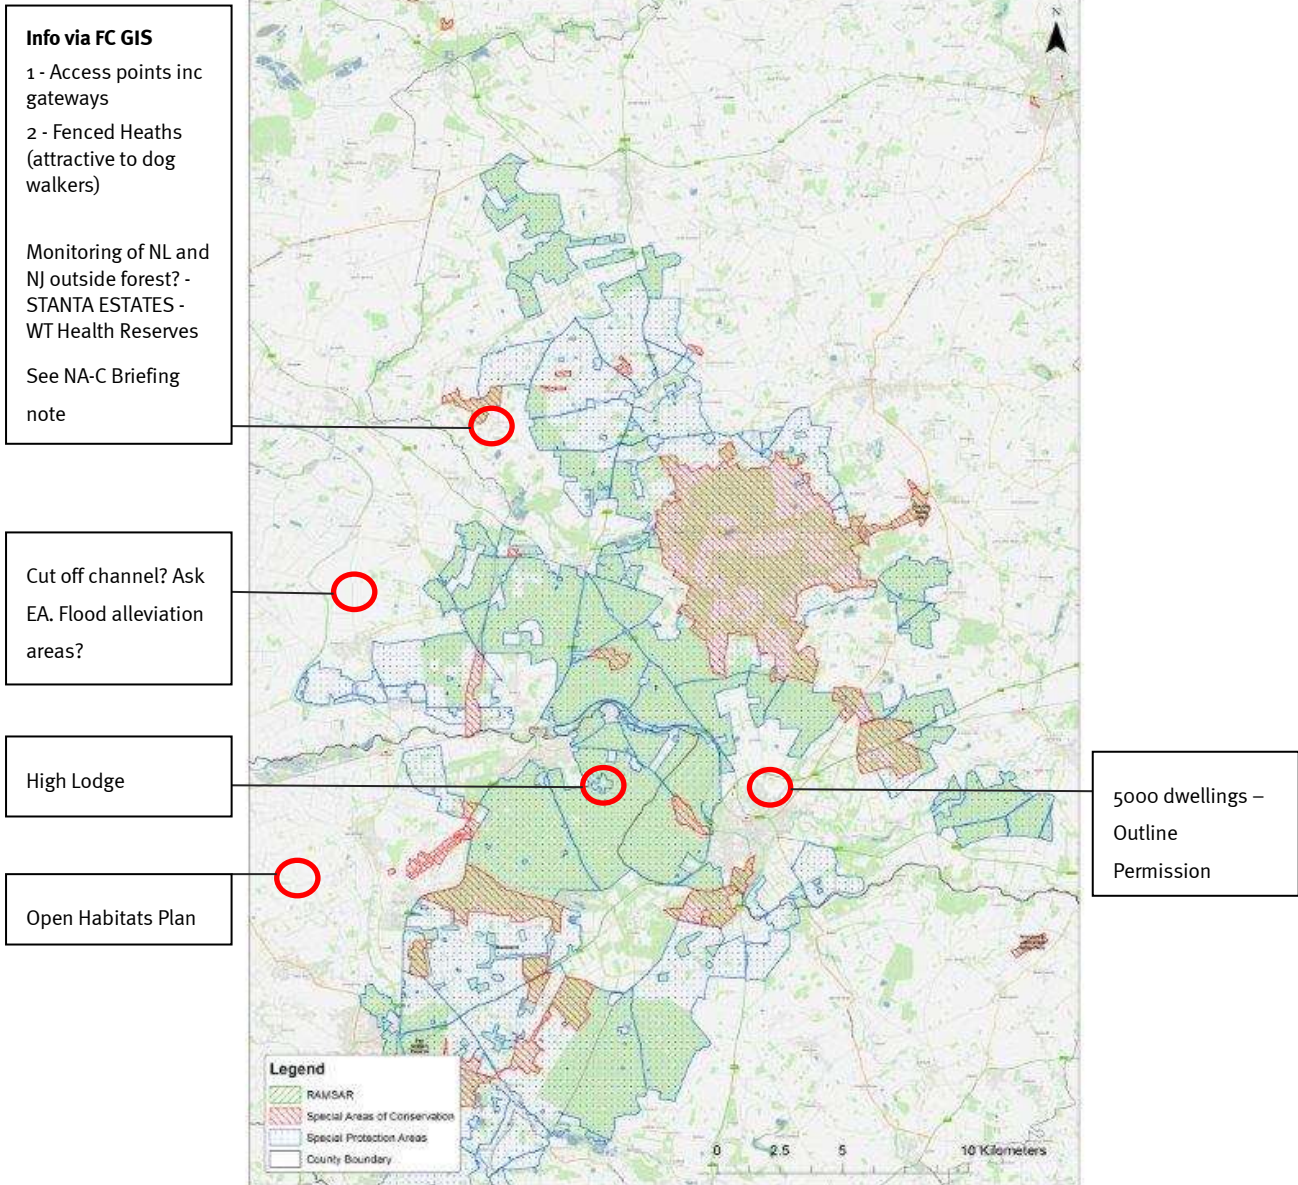 Info via FC GIS
1 - Access points inc
gateways
2 - Fenced Heaths
(attractive to dog
walkers)
Monitoring of NL and
NJ outside forest? -
STANTA ESTATES -
WT Health Reserves
See NA-C Briefing
note
Cut off channel? Ask
EA. Flood alleviation
areas?
High Lodge
Open Habitats Plan
5000 dwellings –
Outline
Permission
N
Legend
RAMSAR
Special Areas of Conservation
Special Protection Areas
County Boundary
0 2.5 5 10 Kilometers